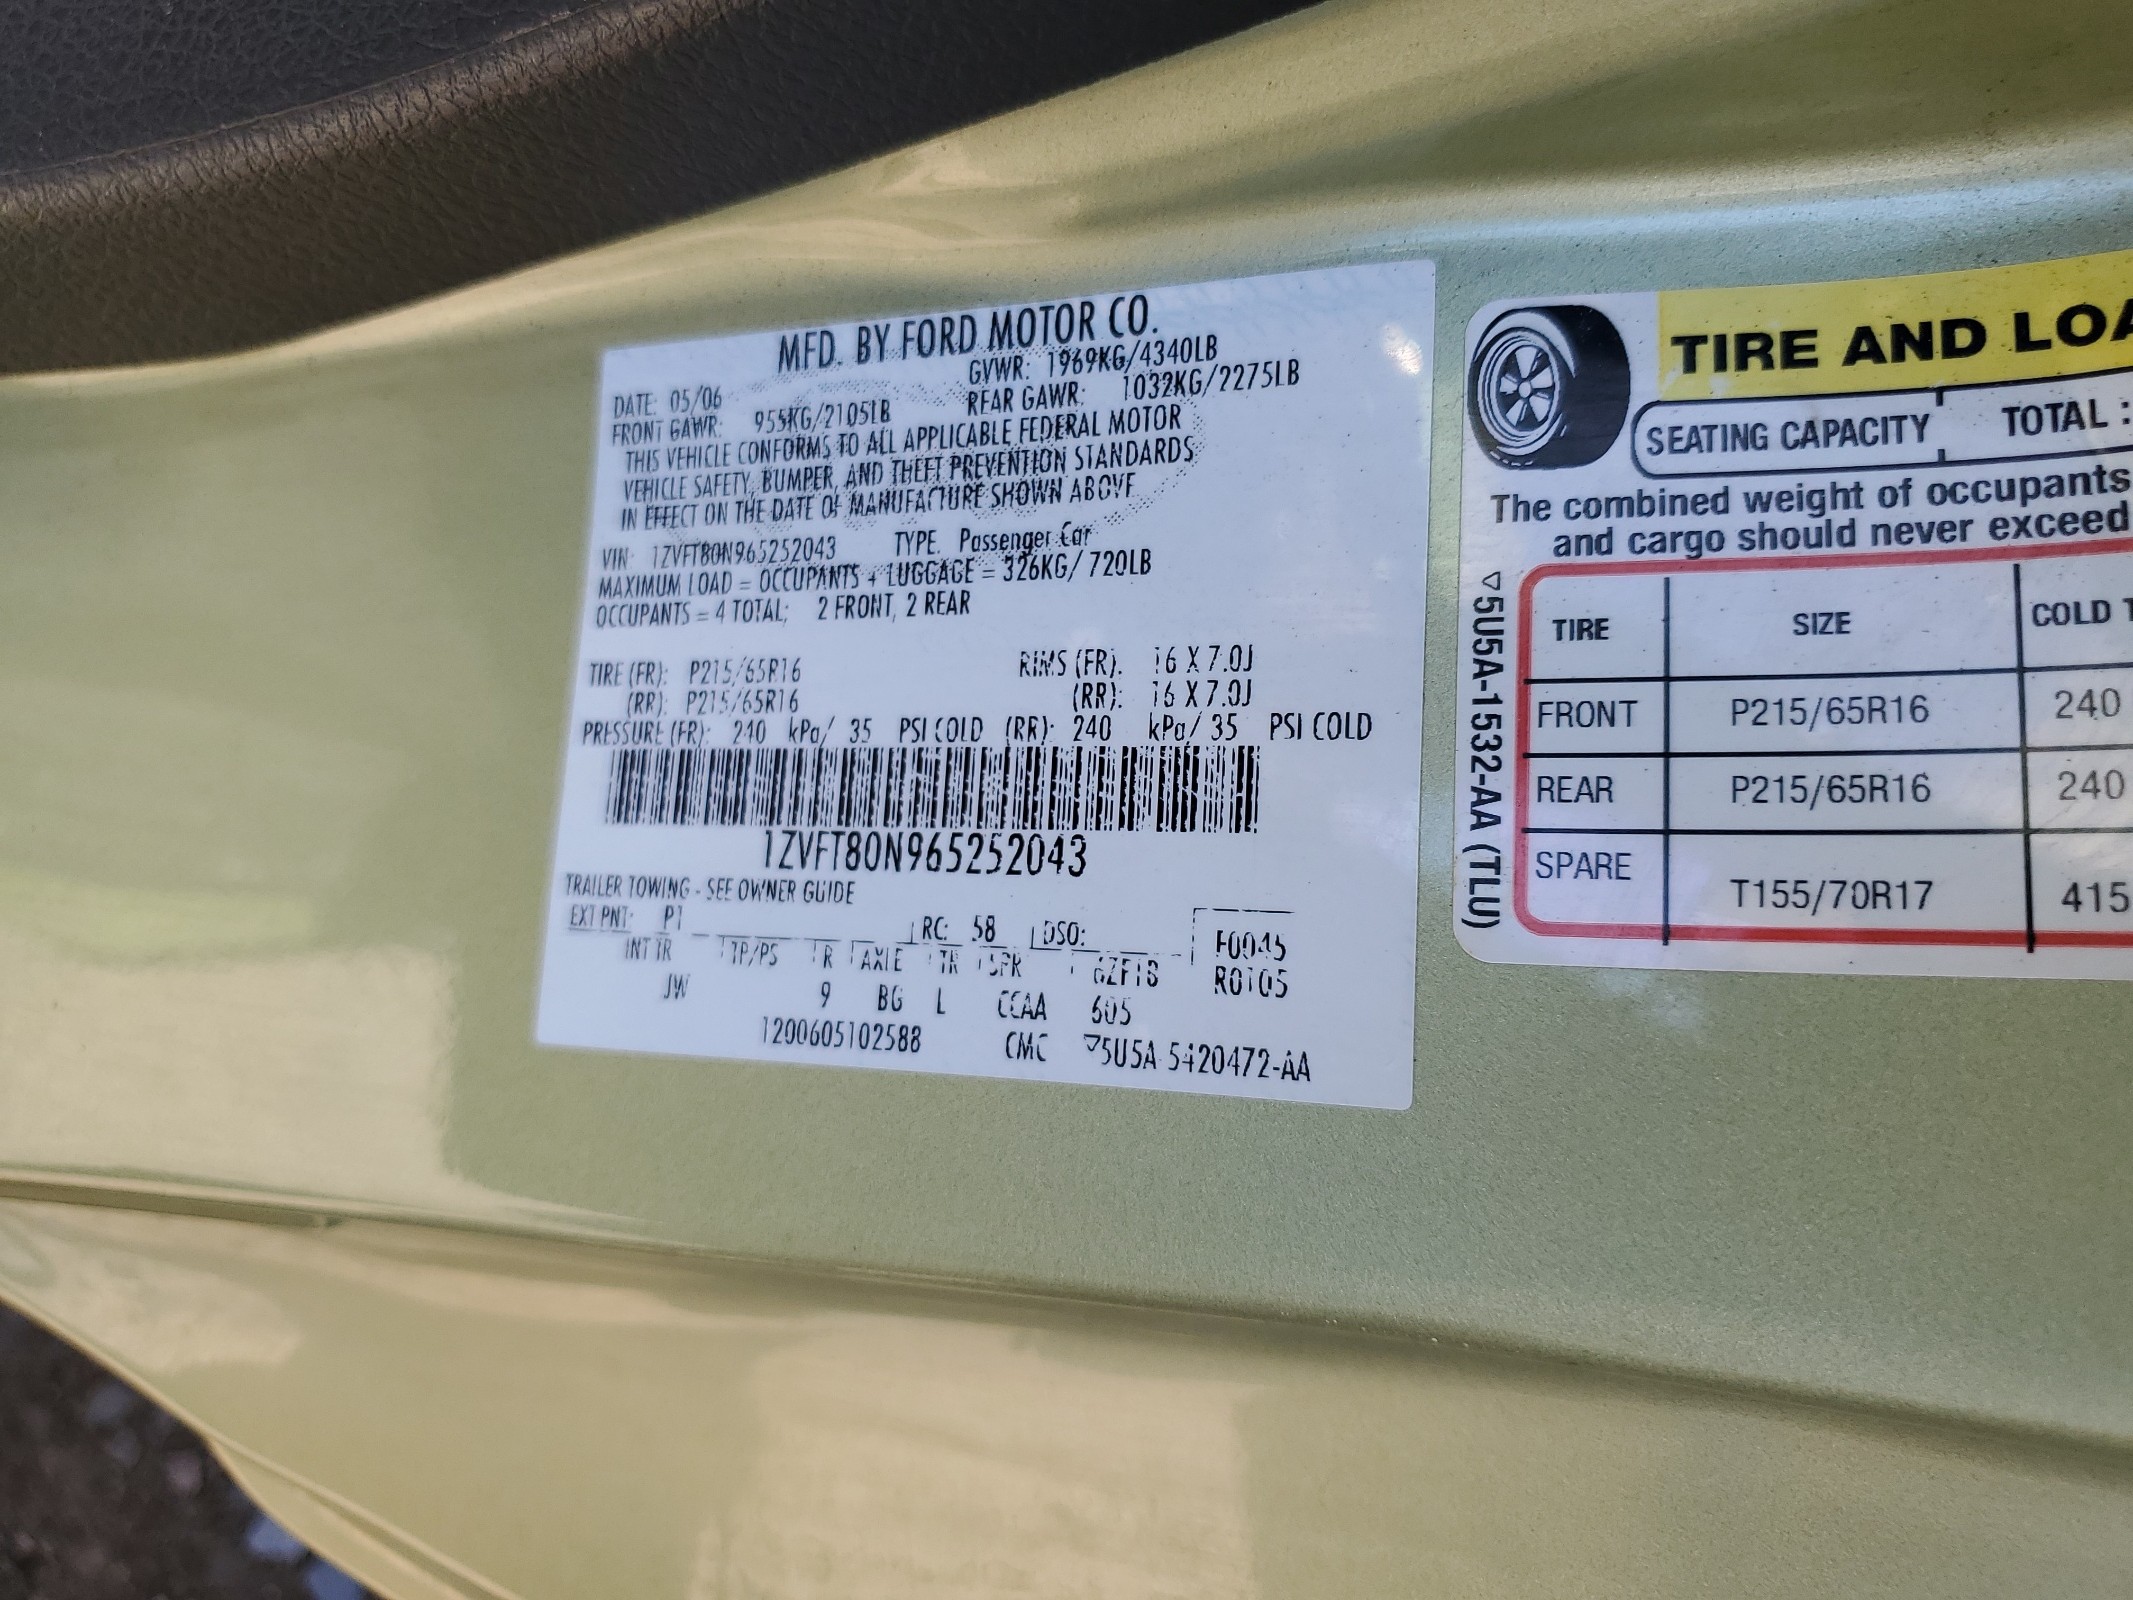 MFD. BY FORD MOTOR CO.
DATE: 05/06 GVWR: 1969KG/4340LB
FRONT GAWR: 955KG/2105LB REAR GAWR: 1032KG/2275LB
THIS VEHICLE CONFORMS TO ALL APPLICABLE FEDERAL MOTOR
VEHICLE SAFETY, BUMPER, AND THEFT PREVENTION STANDARDS
IN EFFECT ON THE DATE OF MANUFACTURE SHOWN ABOVE
VIN: 1ZVFT80N965252043 TYPE: Passenger Car
MAXIMUM LOAD = OCCUPANTS + LUGGAGE = 326KG/ 720LB
OCCUPANTS = 4 TOTAL; 2 FRONT, 2 REAR
TIRE (FR): P215/65R16 RIMS (FR): 16 X 7.0J
(RR): P215/65R16 (RR): 16 X 7.0J
PRESSURE (FR): 240 kPa/ 35 PSI COLD (RR): 240 kPa/ 35 PSI COLD
1ZVFT80N965252043
TRAILER TOWING - SEE OWNER GUIDE
EXT PNT: P1 RC: 58 DSO: F0045
INT TR TP/PS R AXLE TR SPR 6ZF18 R0105
JW 9 BG L CCAA 605
1200605102588 CMC ▽5U5A-5420472-AA
TIRE AND LOA
SEATING CAPACITY TOTAL :
The combined weight of occupants
and cargo should never exceed
TIRE SIZE COLD T
FRONT P215/65R16 240
REAR P215/65R16 240
SPARE T155/70R17 415
▽5U5A-1532-AA (TLU)